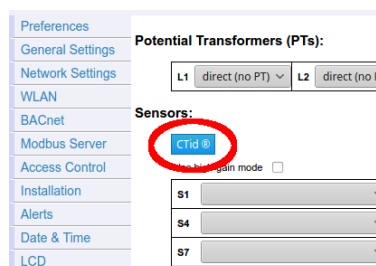 Preferences
General Settings
Network Settings
WLAN
BACnet
Modbus Server
Access Control
Installation
Alerts
Date & Time
LCD
Potential Transformers (PTs):
L1 direct (no PT) L2 direct (no
Sensors:
CTid ®
gain mode
S1
S4
S7